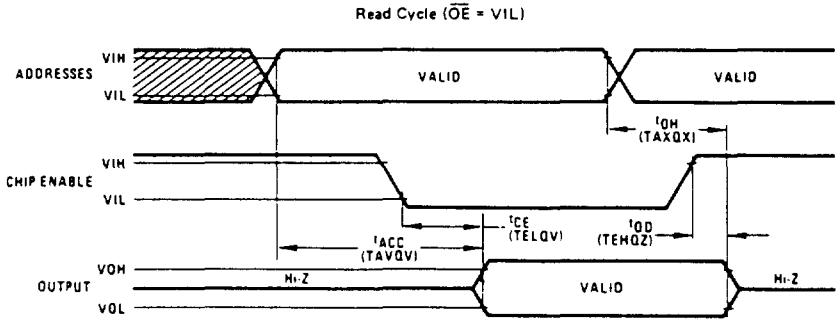 Read Cycle (OE = VIL)
ADDRESSES
VIH
VIL
VALID
VALID
tOH
(TAXQX)
CHIP ENABLE
VIH
VIL
tCE
(TELQV)
tOD
(TEHQZ)
tACC
(TAVQV)
OUTPUT
VOH
VOL
Hi-Z
VALID
Hi-Z